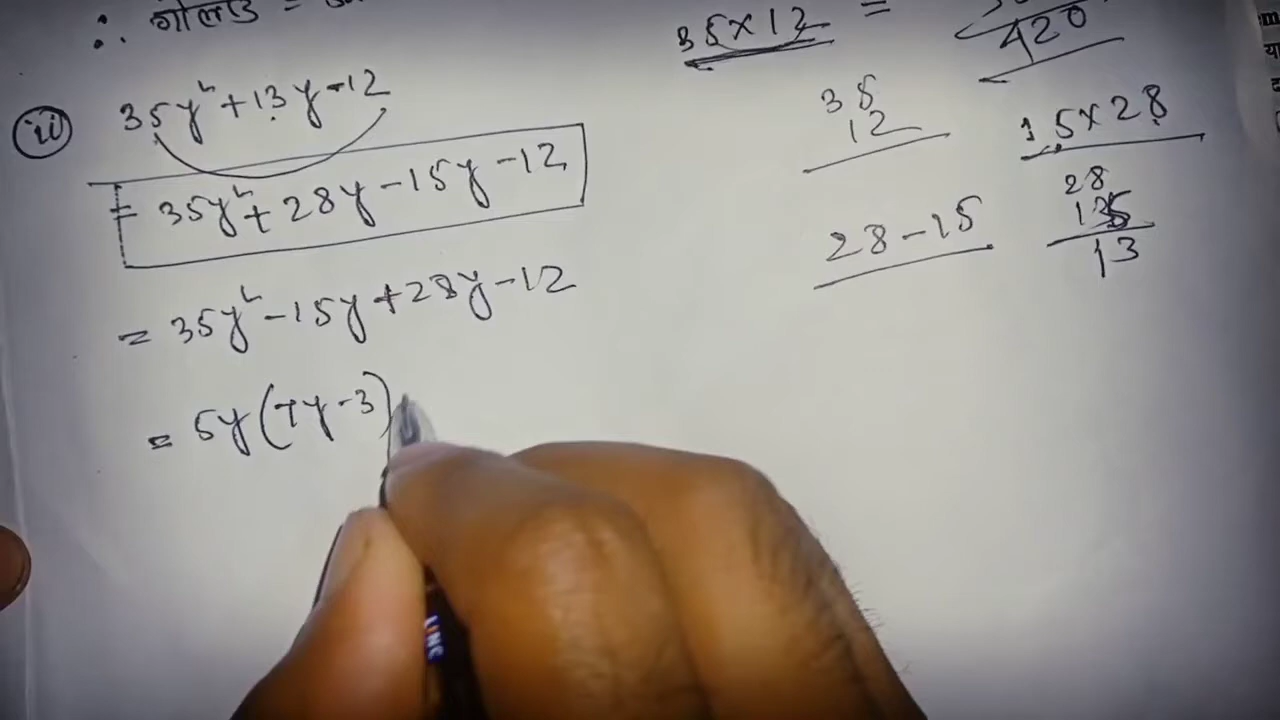 ∴
35×12 =
420
(ii) 35y² + 13y - 12
35
12
15×28
= 35y² + 28y - 15y - 12
28
13
28-15
= 35y² - 15y + 28y - 12
= 5y(7y-3)
LINC